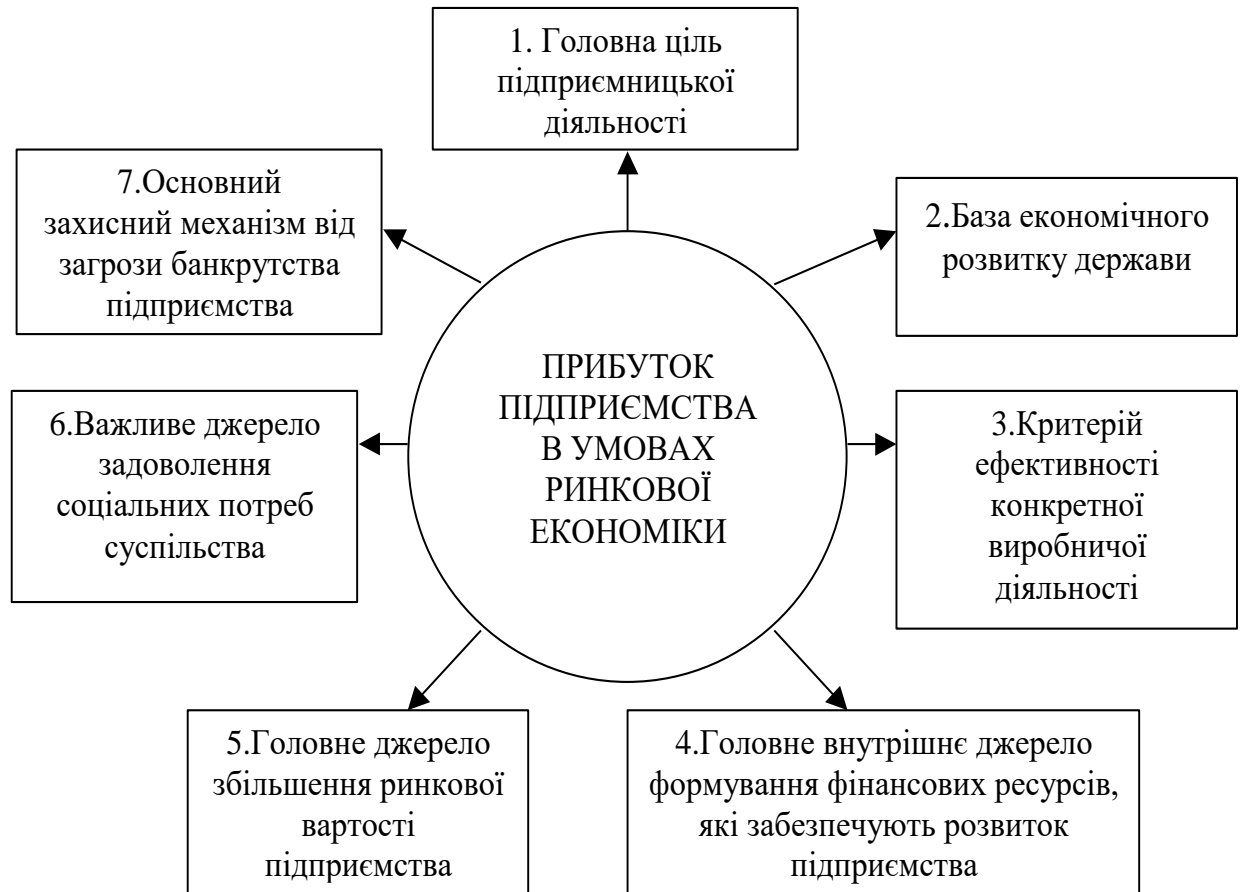 1. Головна ціль
підприємницької
діяльності
2.База економічного
розвитку держави
3.Критерій
ефективності
конкретної
виробничої
діяльності
4.Головне внутрішнє джерело
формування фінансових ресурсів,
які забезпечують розвиток
підприємства
5.Головне джерело
збільшення ринкової
вартості
підприємства
6.Важливе джерело
задоволення
соціальних потреб
суспільства
7.Основний
захисний механізм від
загрози банкрутства
підприємства
ПРИБУТОК
ПІДПРИЄМСТВА
В УМОВАХ
РИНКОВОЇ
ЕКОНОМІКИ